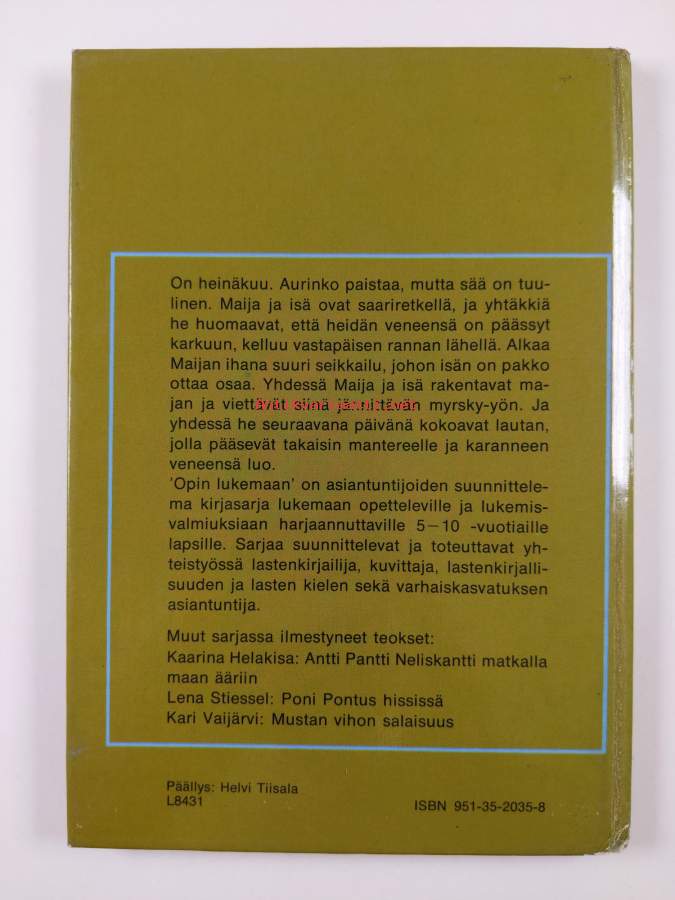 On heinäkuu. Aurinko paistaa, mutta sää on tuu-
linen. Maija ja isä ovat saariretkellä, ja yhtäkkiä
he huomaavat, että heidän veneensä on päässyt
karkuun, kelluu vastapäisen rannan lähellä. Alkaa
Maijan ihana suuri seikkailu, johon isän on pakko
ottaa osaa. Yhdessä Maija ja isä rakentavat ma-
jan ja viettävät siinä jännittävän myrsky-yön. Ja
yhdessä he seuraavana päivänä kokoavat lautan,
jolla pääsevät takaisin mantereelle ja karanneen
veneensä luo.
'Opin lukemaan' on asiantuntijoiden suunnittele-
ma kirjasarja lukemaan opetteleville ja lukemis-
valmiuksiaan harjaannuttaville 5–10 -vuotiaille
lapsille. Sarjaa suunnittelevat ja toteuttavat yh-
teistyössä lastenkirjailija, kuvittaja, lastenkirjalli-
suuden ja lasten kielen sekä varhaiskasvatuksen
asiantuntija.
Muut sarjassa ilmestyneet teokset:
Kaarina Helakisa: Antti Pantti Neliskantti matkalla
maan ääriin
Lena Stiessel: Poni Pontus hississä
Kari Vaijärvi: Mustan vihon salaisuus
Päällys: Helvi Tiisala
L8431
ISBN 951-35-2035-8